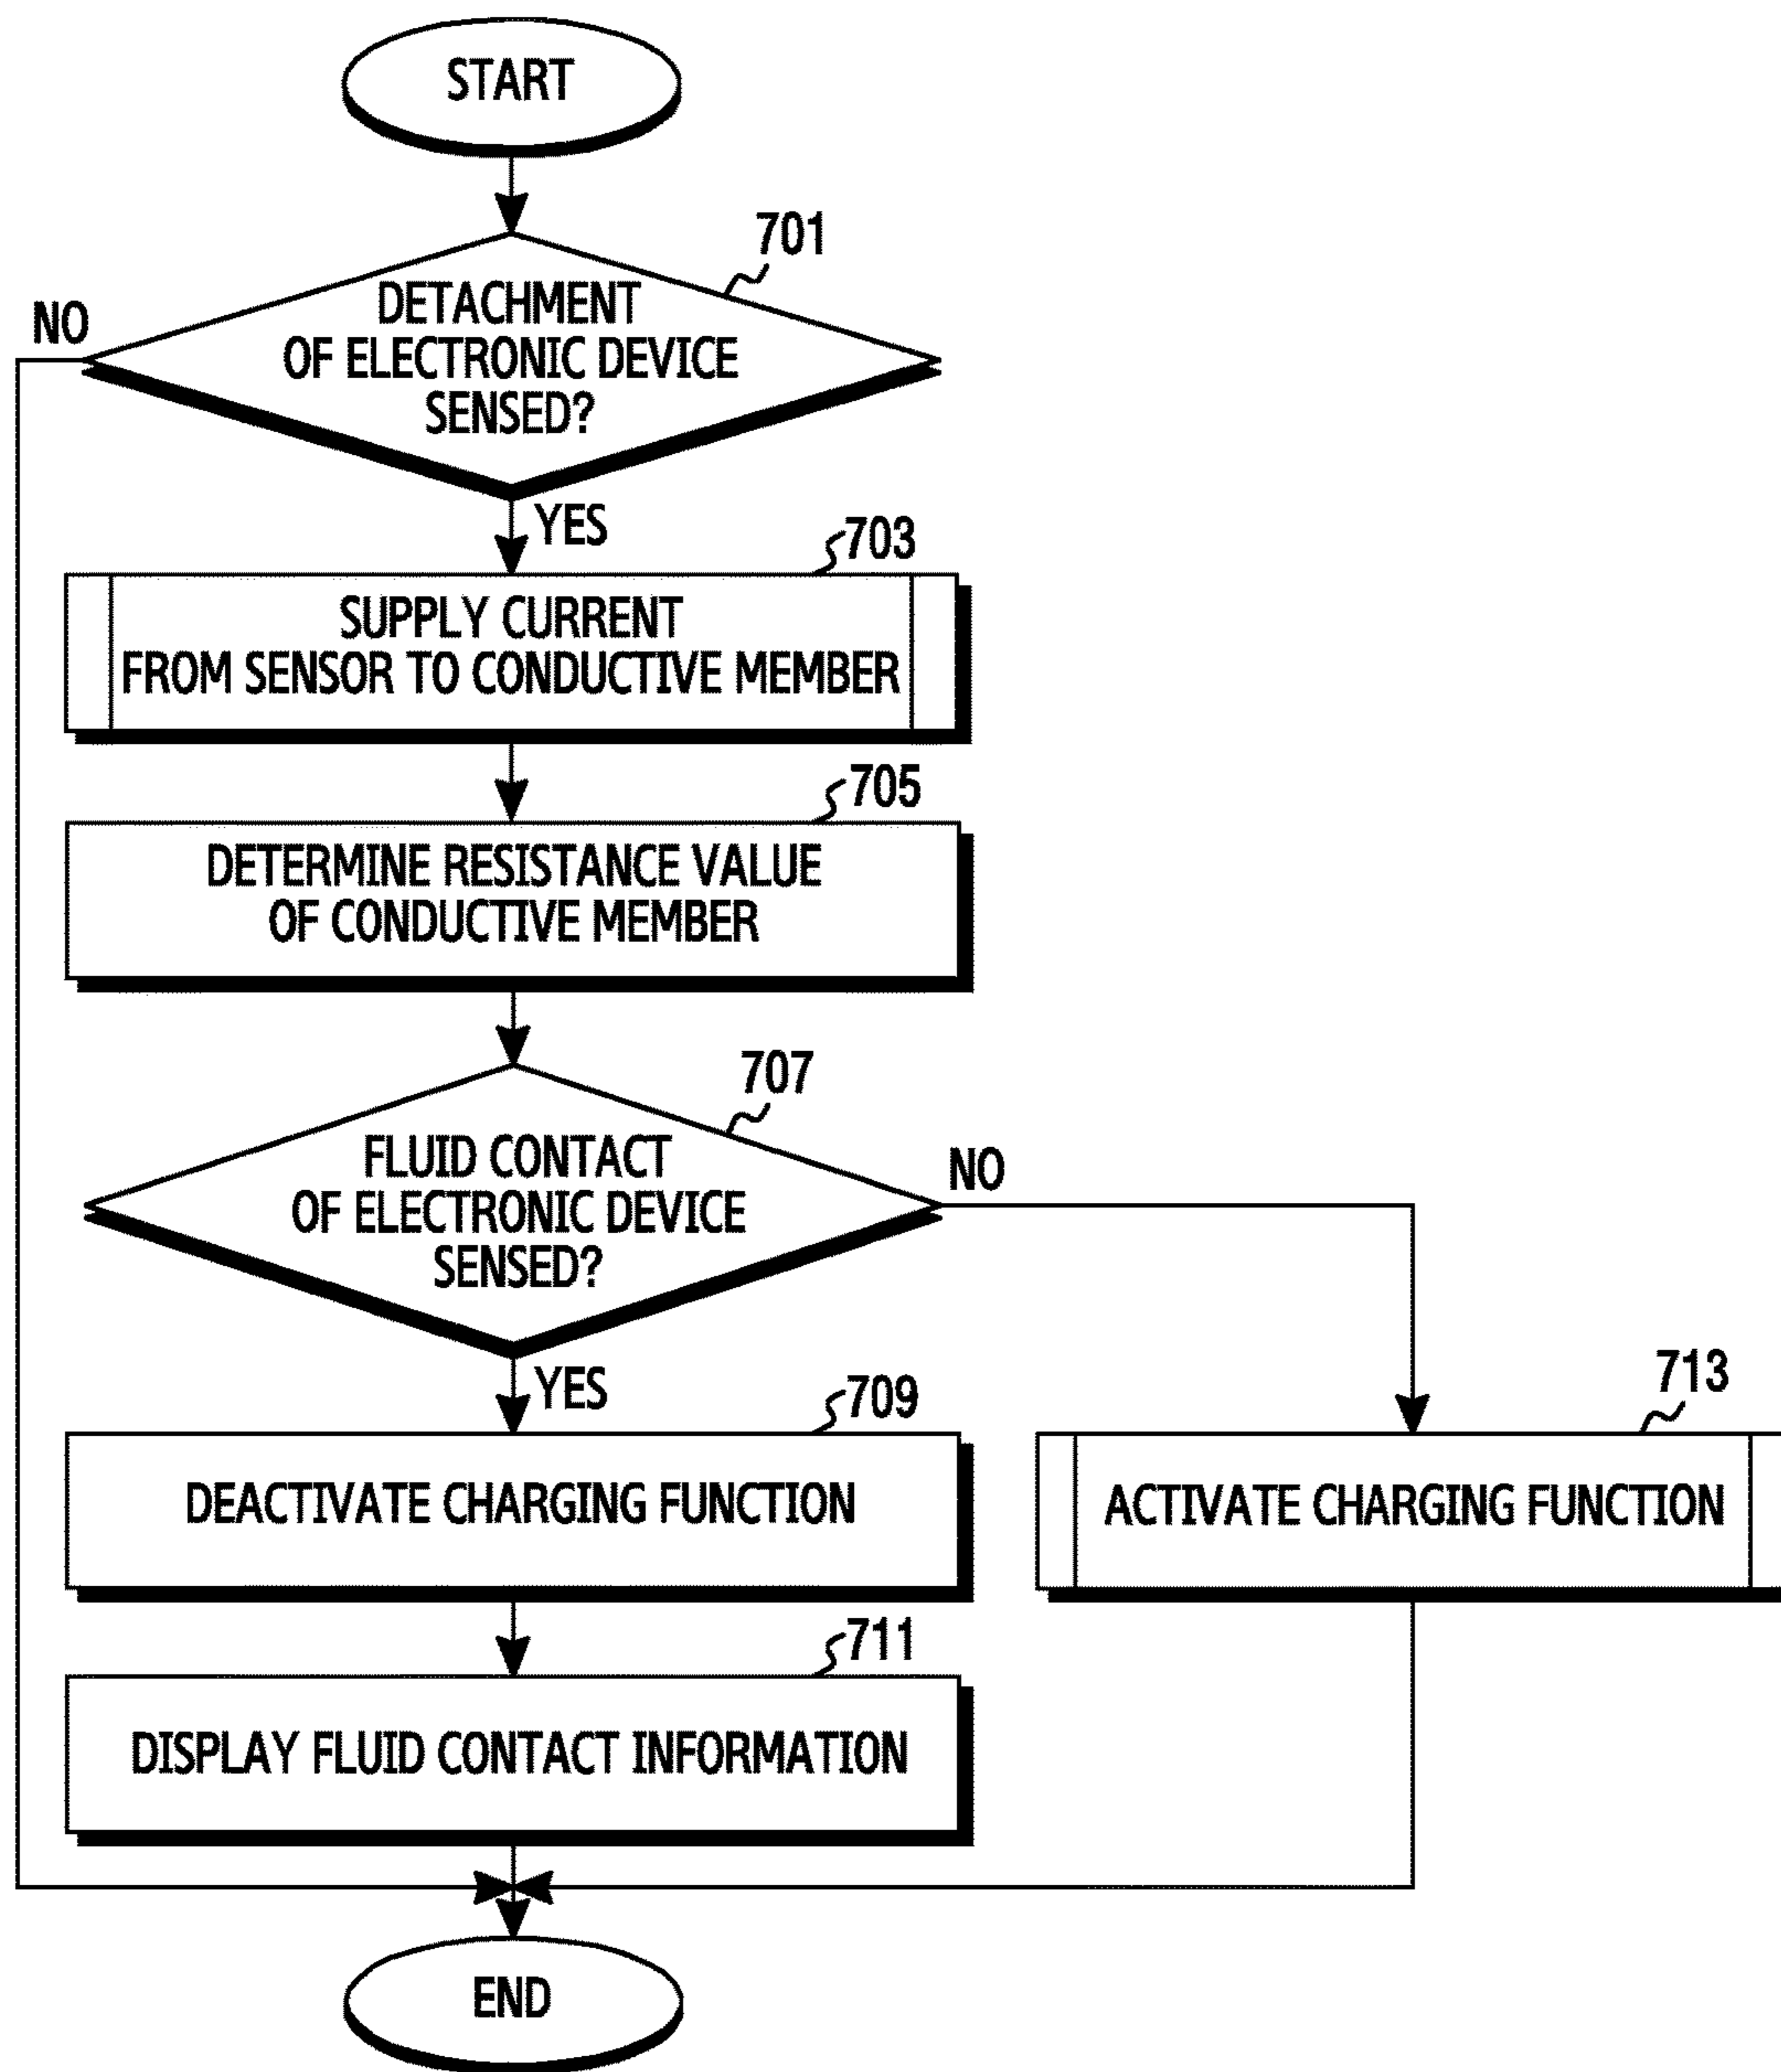 START
701
NO
DETACHMENT
OF ELECTRONIC DEVICE
SENSED?
YES
703
SUPPLY CURRENT
FROM SENSOR TO CONDUCTIVE MEMBER
705
DETERMINE RESISTANCE VALUE
OF CONDUCTIVE MEMBER
707
FLUID CONTACT
OF ELECTRONIC DEVICE
SENSED?
NO
YES
709
DEACTIVATE CHARGING FUNCTION
713
ACTIVATE CHARGING FUNCTION
711
DISPLAY FLUID CONTACT INFORMATION
END